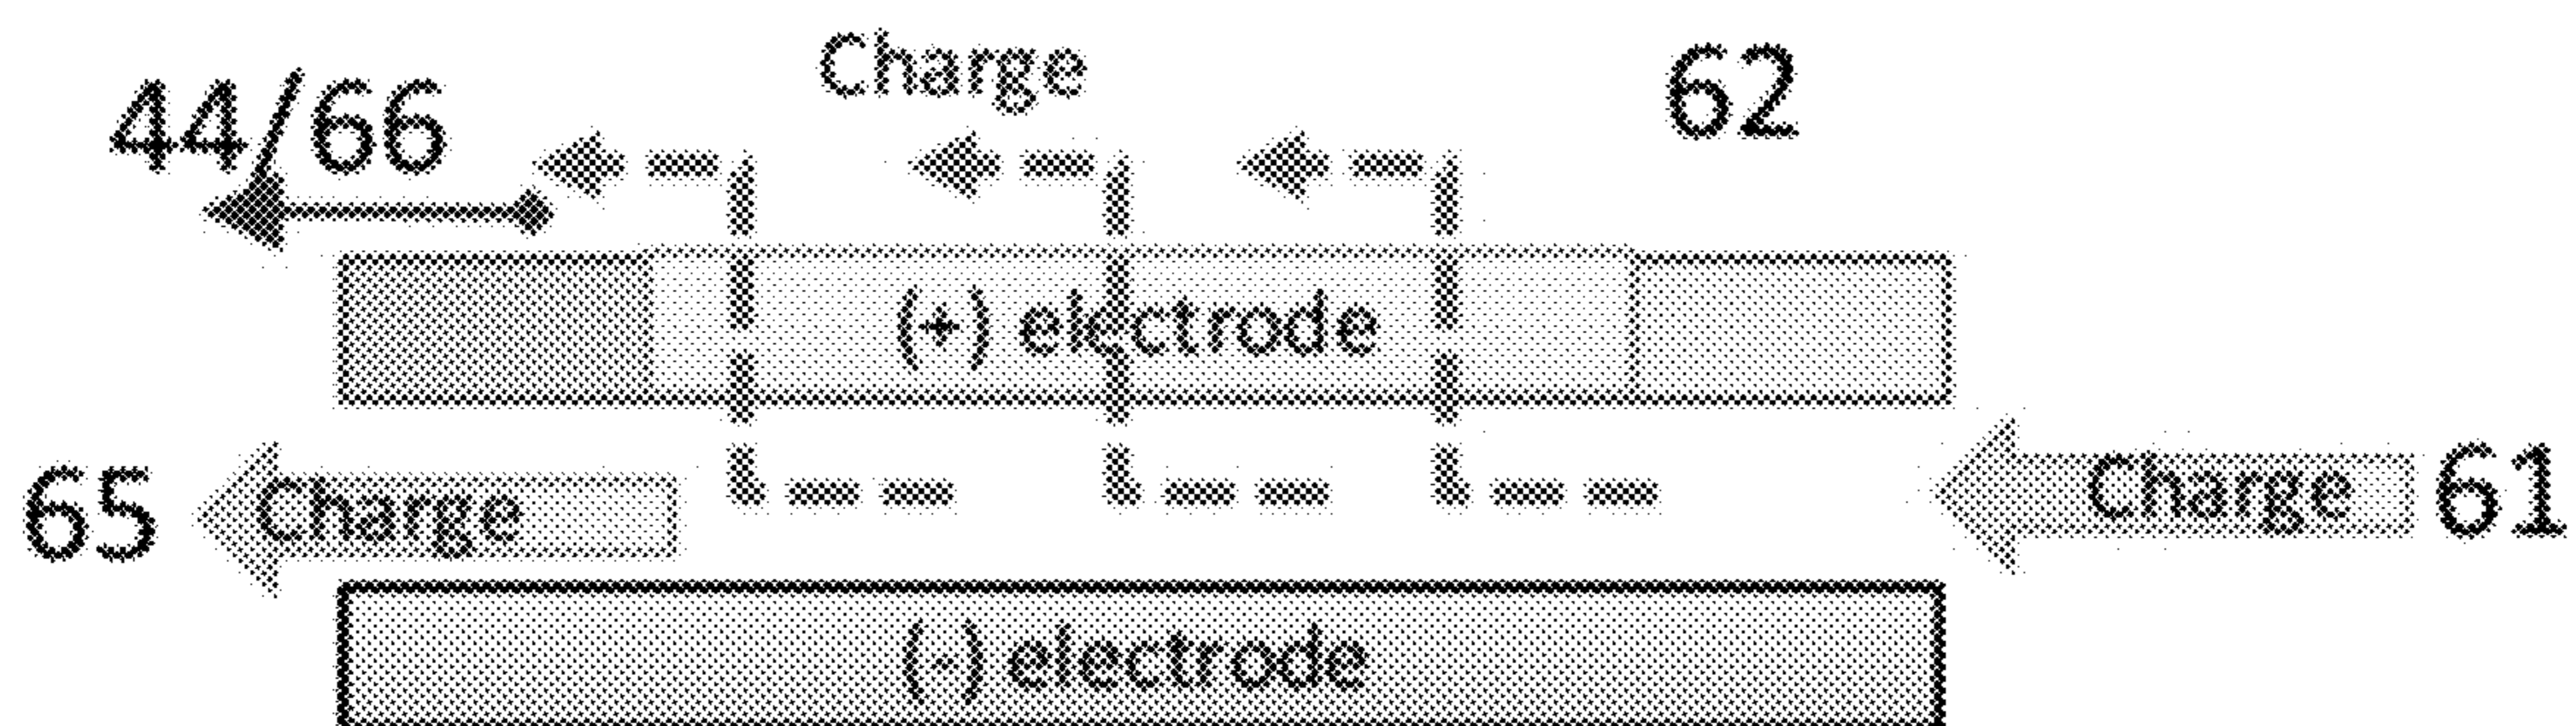 Charge
62
44/66
(+) electrode
65
Charge
Charge
61
(-) electrode